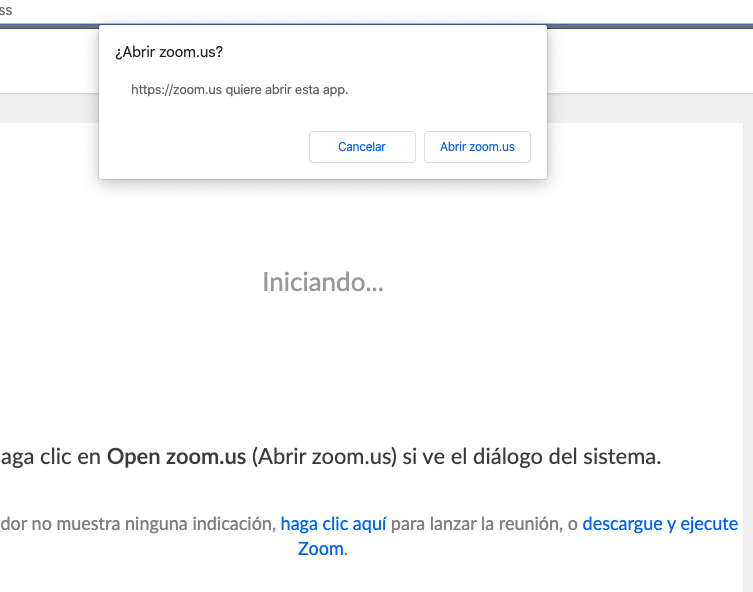 ss
¿Abrir zoom.us?
https://zoom.us quiere abrir esta app.
Cancelar
Abrir zoom.us
Iniciando...
aga clic en Open zoom.us (Abrir zoom.us) si ve el diálogo del sistema.
dor no muestra ninguna indicación, haga clic aquí para lanzar la reunión, o descargue y ejecute
Zoom.